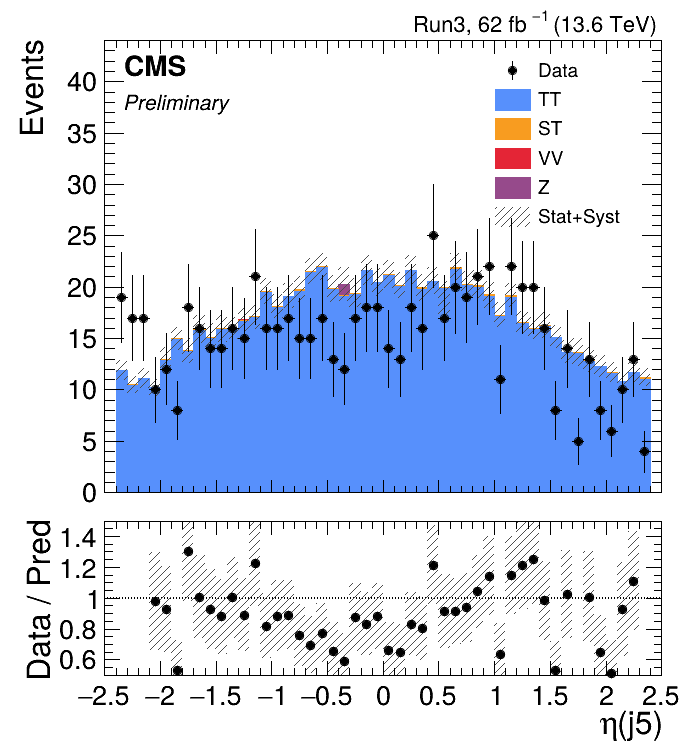 Run3, 62 fb⁻¹ (13.6 TeV)
CMS
Preliminary
Events
40
35
30
25
20
15
10
5
0
Data
TT
ST
VV
Z
Stat+Syst
Data / Pred
1.4
1.2
1
0.8
0.6
−2.5 −2 −1.5 −1 −0.5 0 0.5 1 1.5 2 2.5
η(j5)